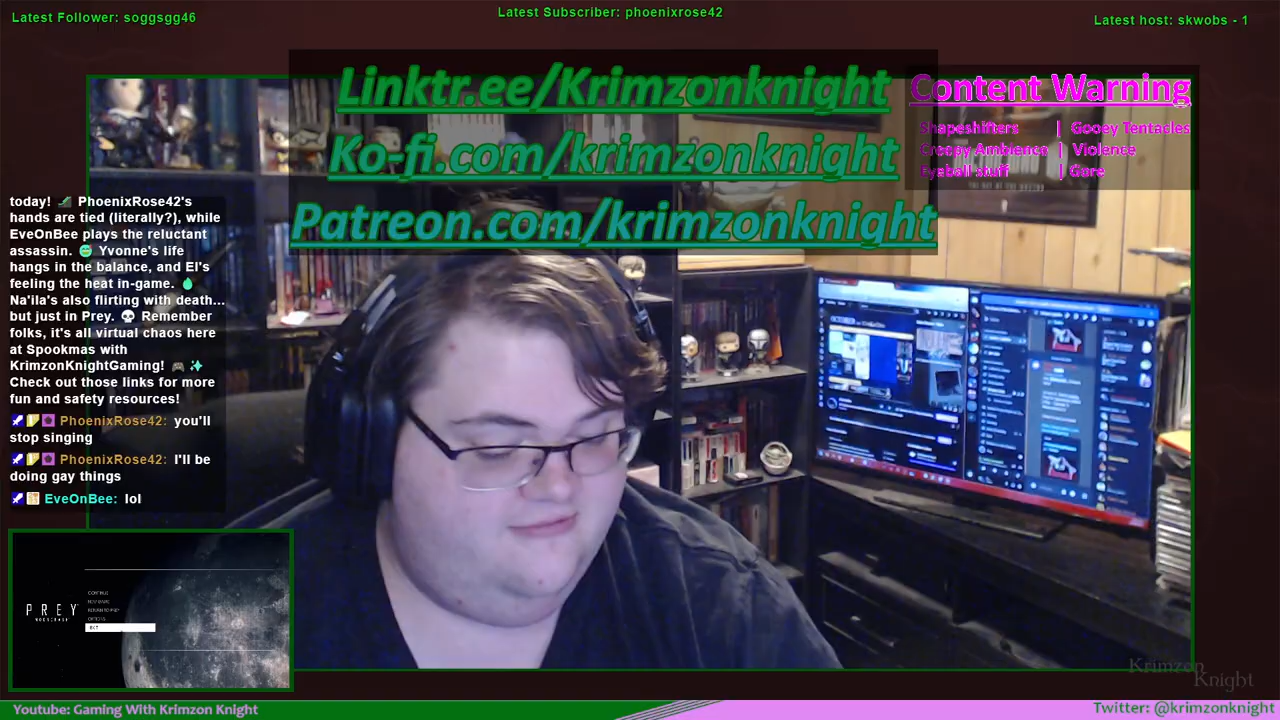 Latest Follower: soggsgg46
Latest Subscriber: phoenixrose42
Latest host: skwobs - 1
Linktr.ee/Krimzonknight
Ko-fi.com/krimzonknight
Patreon.com/krimzonknight
Content Warning
Shapeshifters | Gooey Tentacles
Creepy Ambience | Violence
Eyeball stuff | Gore
today! PhoenixRose42's
hands are tied (literally?), while
EveOnBee plays the reluctant
assassin. Yvonne's life
hangs in the balance, and El's
feeling the heat in-game.
Na'ila's also flirting with death...
but just in Prey. Remember
folks, it's all virtual chaos here
at Spookmas with
KrimzonKnightGaming!
Check out those links for more
fun and safety resources!
PhoenixRose42: you'll
stop singing
PhoenixRose42: I'll be
doing gay things
EveOnBee: lol
PREY
MOONCRASH
CONTINUE
OPTIONS
Krimzon
Knight
Youtube: Gaming With Krimzon Knight
Twitter: @krimzonknight